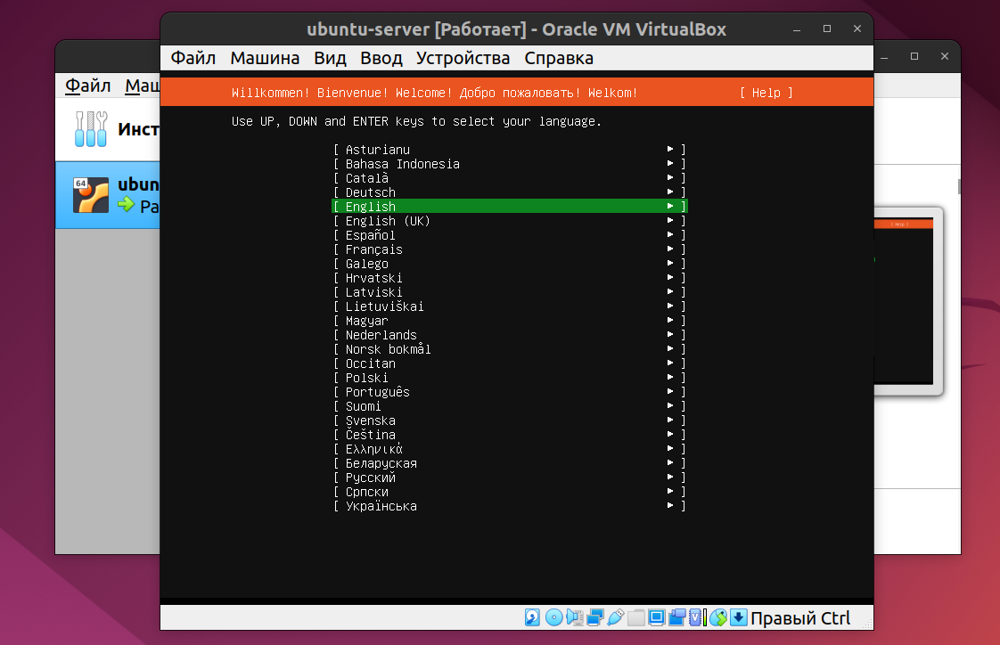 ubuntu-server [Работает] - Oracle VM VirtualBox
Файл Машина Вид Ввод Устройства Справка
Willkommen! Bienvenue! Welcome! Добро пожаловать! Welkom! [ Help ]
Use UP, DOWN and ENTER keys to select your language.
[ Asturianu ► ]
[ Bahasa Indonesia ► ]
[ Català ► ]
[ Deutsch ► ]
[ English ► ]
[ English (UK) ► ]
[ Español ► ]
[ Français ► ]
[ Galego ► ]
[ Hrvatski ► ]
[ Latviski ► ]
[ Lietuviškai ► ]
[ Magyar ► ]
[ Nederlands ► ]
[ Norsk bokmål ► ]
[ Occitan ► ]
[ Polski ► ]
[ Português ► ]
[ Suomi ► ]
[ Svenska ► ]
[ Čeština ► ]
[ Ελληνικά ► ]
[ Беларуская ► ]
[ Русский ► ]
[ Српски ► ]
[ Українська ► ]
Правый Ctrl
Файл Маш
Инст
64
ubun
Ра
[ Help ]